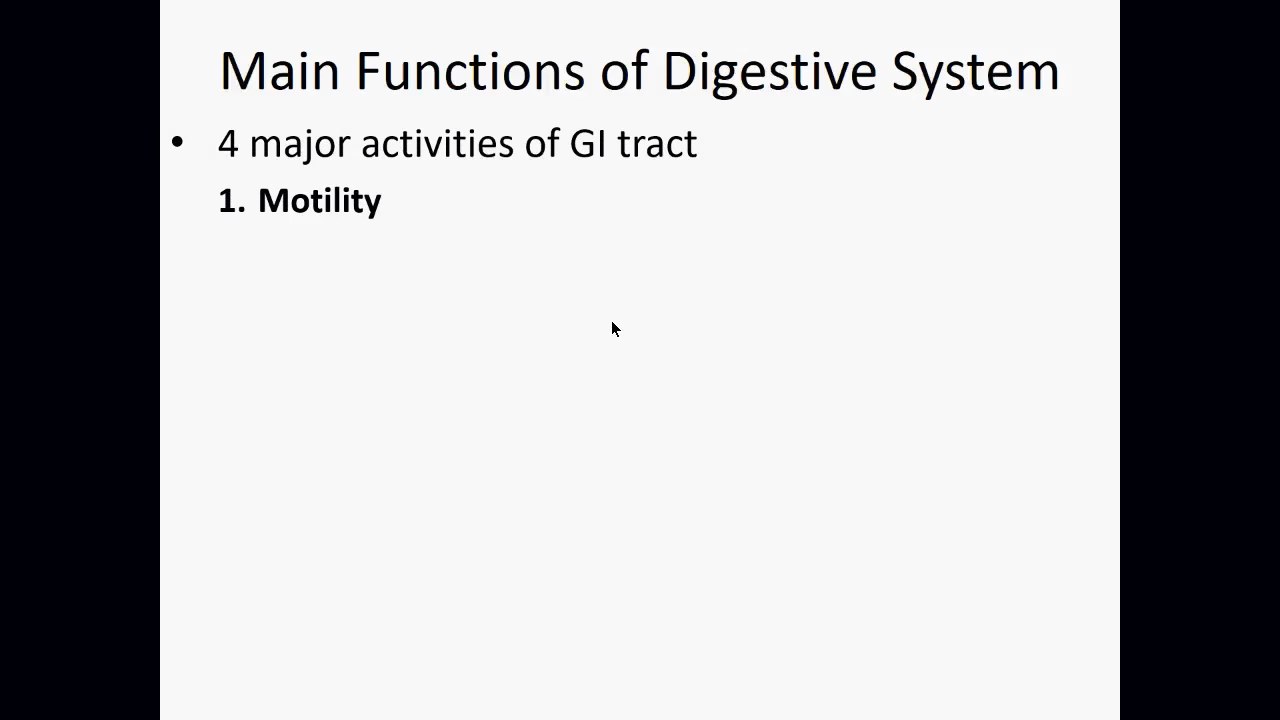 Main Functions of Digestive System
• 4 major activities of GI tract
1. Motility